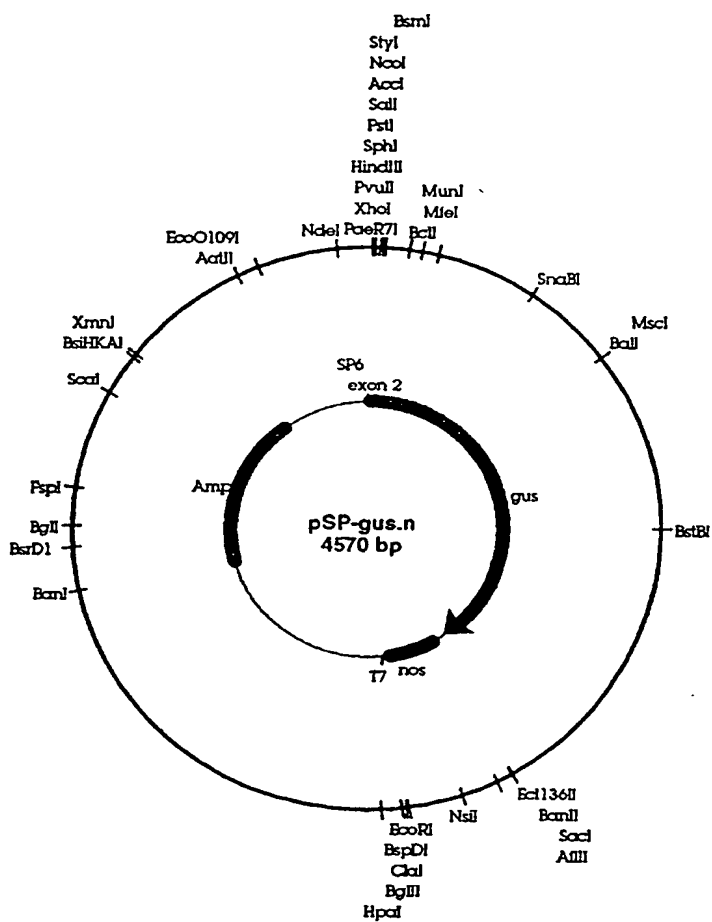 BsmI
StyI
NcoI
AccI
SalI
PstI
SphI
HindIII
PvuII
XhoI
PaeR7I
NdeI
BclI
MunI
MfeI
EcoO109I
AatII
SnaBI
XmnI
BsiHKAI
MscI
BalI
ScaI
SP6
exon 2
FspI
Amp
gus
BglI
pSP-gus.n
4570 bp
BstBI
BsrD1
BanI
T7
nos
NsiI
Ecl136II
BanII
SacI
AflII
EcoRI
BspDI
ClaI
BglII
HpaI